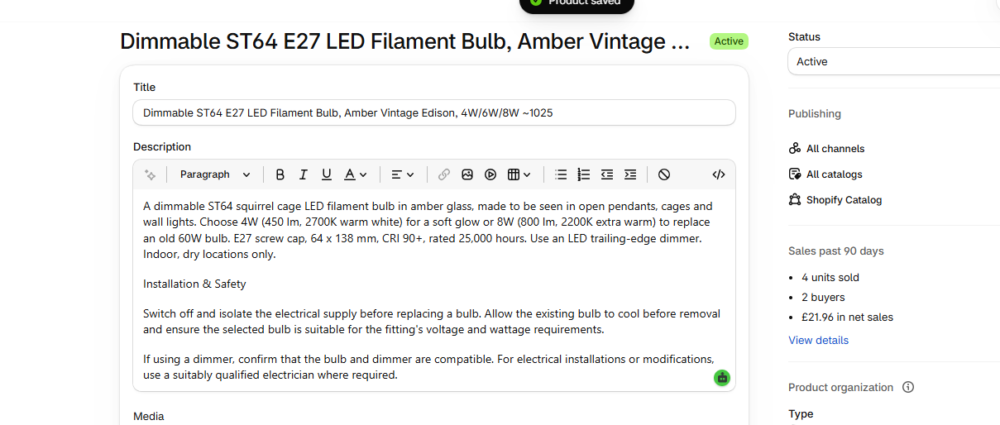 Product saved
Dimmable ST64 E27 LED Filament Bulb, Amber Vintage ...
Active
Title
Dimmable ST64 E27 LED Filament Bulb, Amber Vintage Edison, 4W/6W/8W ~1025
Description
Paragraph
A dimmable ST64 squirrel cage LED filament bulb in amber glass, made to be seen in open pendants, cages and
wall lights. Choose 4W (450 lm, 2700K warm white) for a soft glow or 8W (800 lm, 2200K extra warm) to replace
an old 60W bulb. E27 screw cap, 64 x 138 mm, CRI 90+, rated 25,000 hours. Use an LED trailing-edge dimmer.
Indoor, dry locations only.
Installation & Safety
Switch off and isolate the electrical supply before replacing a bulb. Allow the existing bulb to cool before removal
and ensure the selected bulb is suitable for the fitting's voltage and wattage requirements.
If using a dimmer, confirm that the bulb and dimmer are compatible. For electrical installations or modifications,
use a suitably qualified electrician where required.
Media
Status
Active
Publishing
All channels
All catalogs
Shopify Catalog
Sales past 90 days
4 units sold
2 buyers
£21.96 in net sales
View details
Product organization
Type